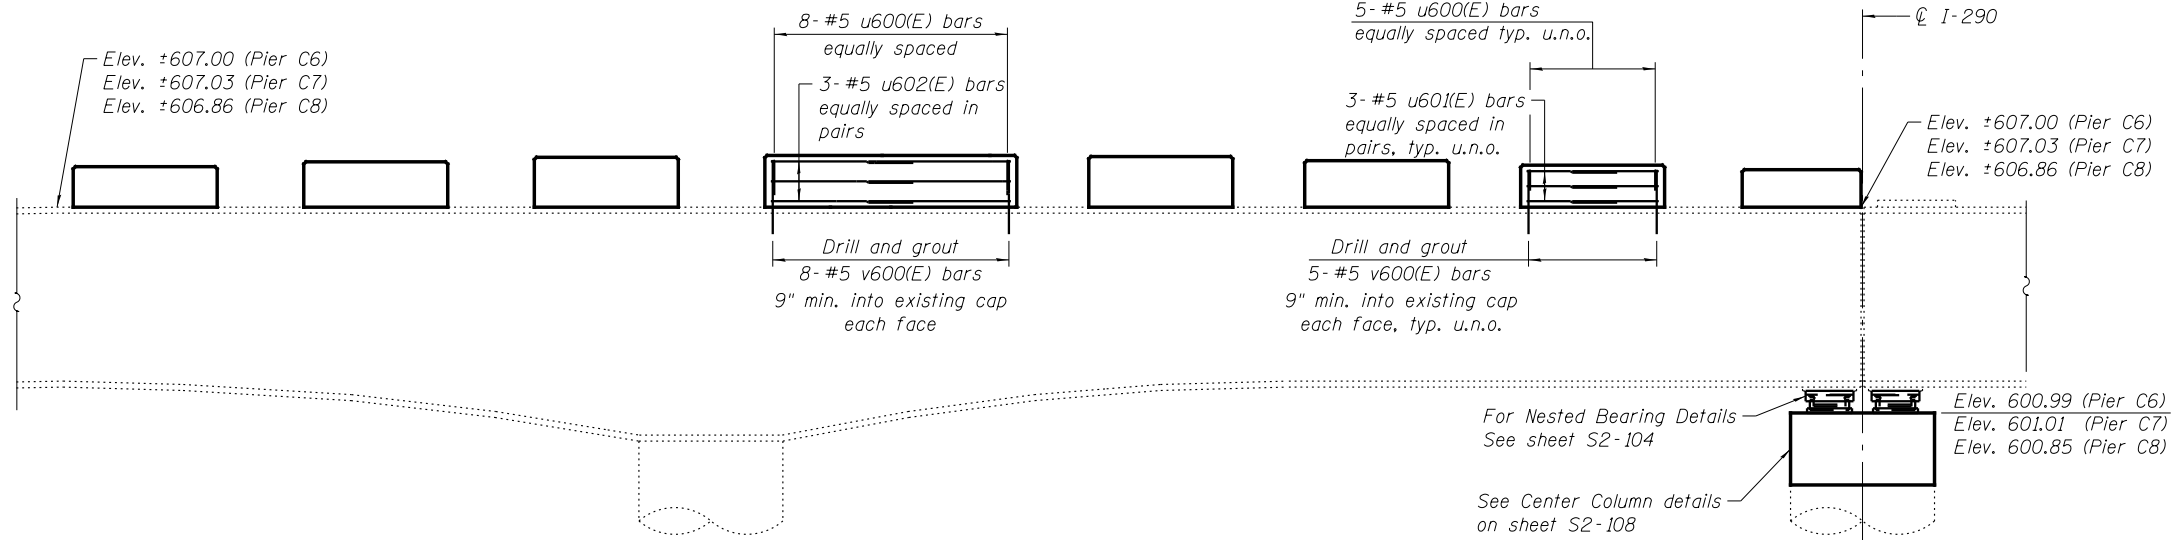 Elev. ±607.00 (Pier C6)
Elev. ±607.03 (Pier C7)
Elev. ±606.86 (Pier C8)
8-#5 u600(E) bars
equally spaced
3-#5 u602(E) bars
equally spaced in
pairs
5-#5 u600(E) bars
equally spaced typ. u.n.o.
3-#5 u601(E) bars
equally spaced in
pairs, typ. u.n.o.
℄ I-290
Elev. ±607.00 (Pier C6)
Elev. ±607.03 (Pier C7)
Elev. ±606.86 (Pier C8)
Drill and grout
8-#5 v600(E) bars
9" min. into existing cap
each face
Drill and grout
5-#5 v600(E) bars
9" min. into existing cap
each face, typ. u.n.o.
For Nested Bearing Details
See sheet S2-104
Elev. 600.99 (Pier C6)
Elev. 601.01 (Pier C7)
Elev. 600.85 (Pier C8)
See Center Column details
on sheet S2-108